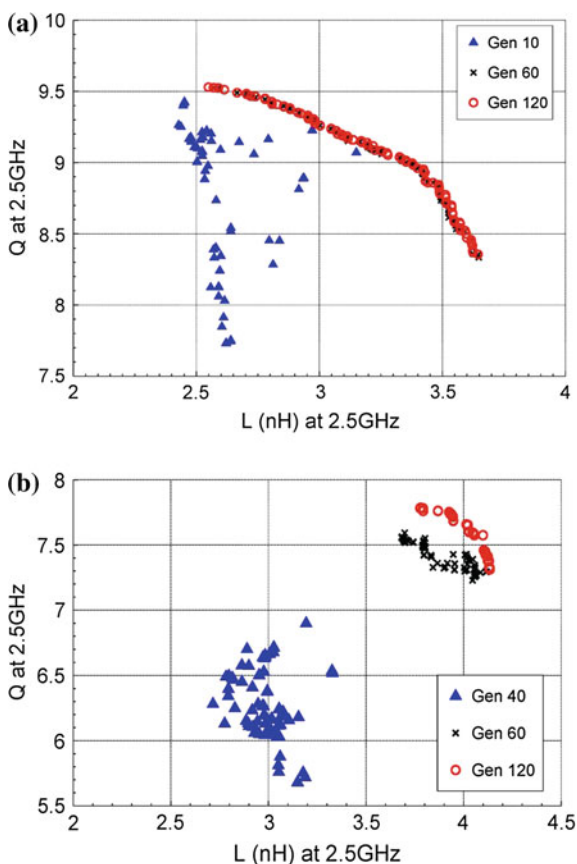 (a)
10
9.5
9
8.5
8
7.5
Q at 2.5GHz
Gen 10
Gen 60
Gen 120
2
2.5
3
3.5
4
L (nH) at 2.5GHz
(b)
8
7.5
7
6.5
6
5.5
Q at 2.5GHz
Gen 40
Gen 60
Gen 120
2
2.5
3
3.5
4
4.5
L (nH) at 2.5GHz